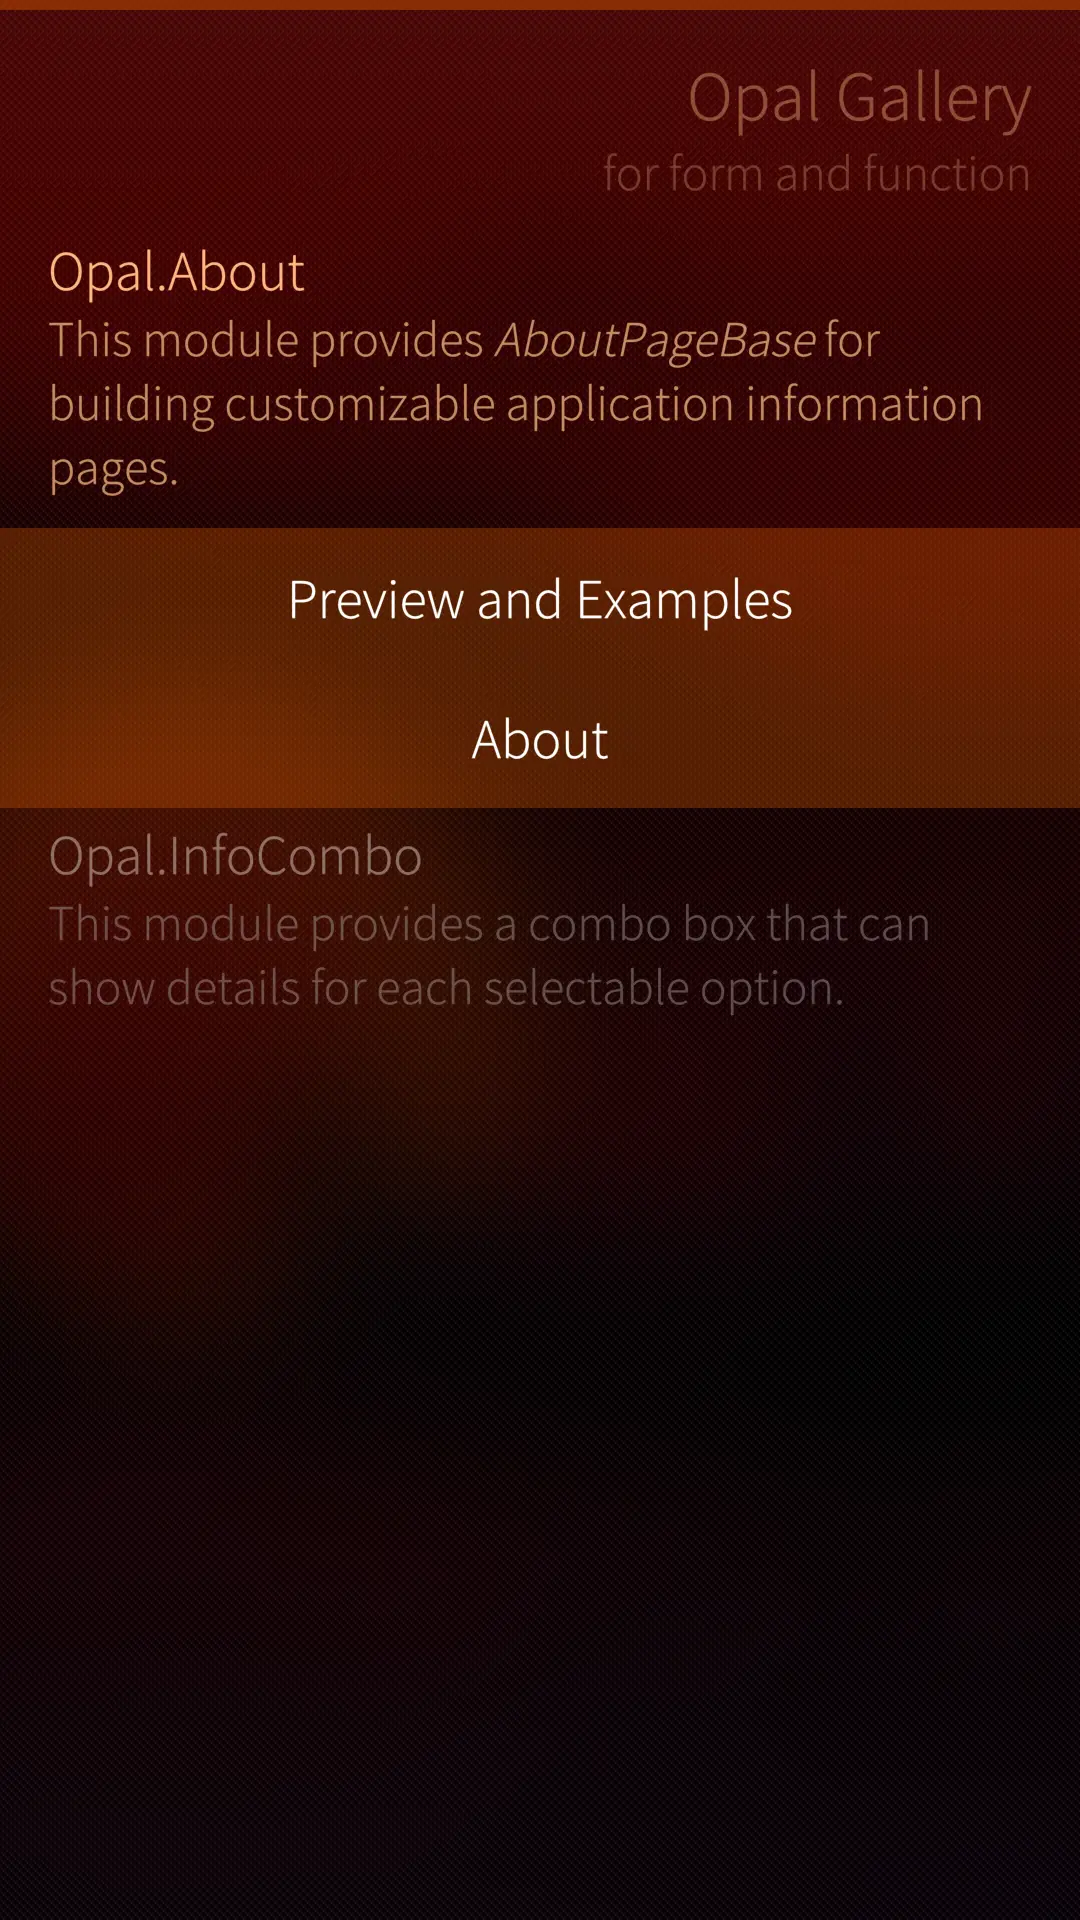 Opal Gallery
for form and function
Opal.About
This module provides AboutPageBase for
building customizable application information
pages.
Preview and Examples
About
Opal.InfoCombo
This module provides a combo box that can
show details for each selectable option.